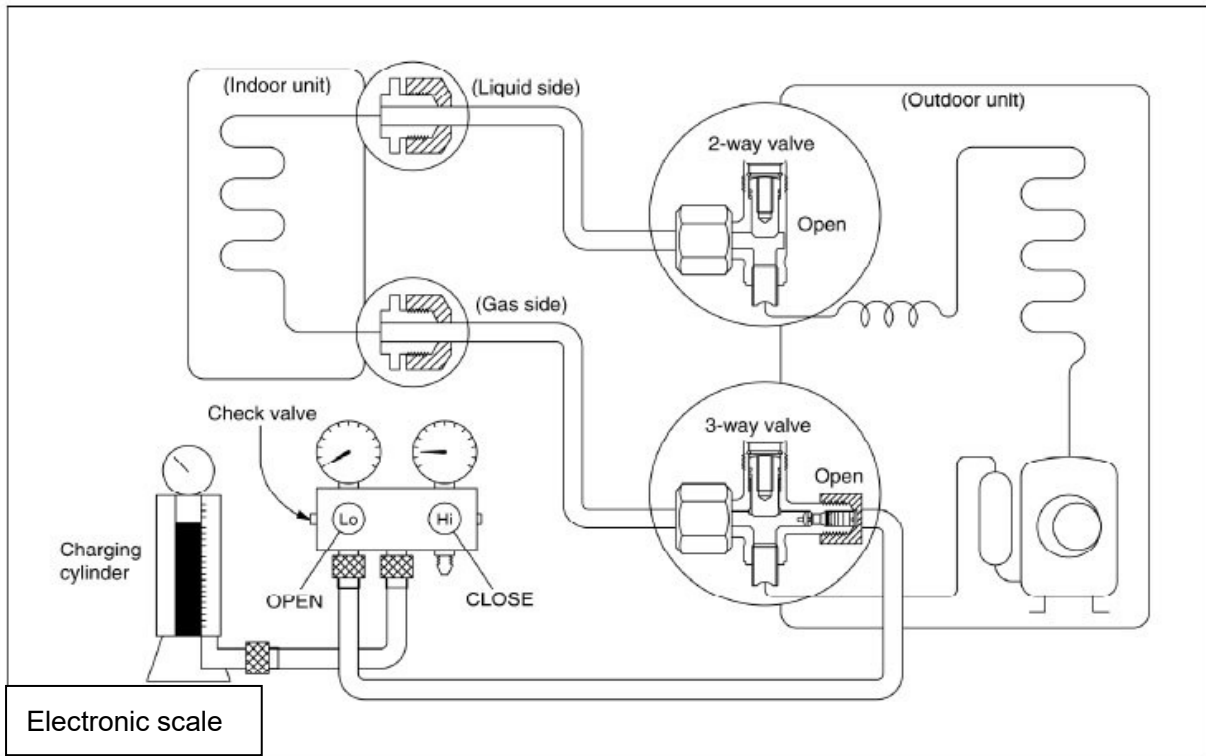 (Indoor unit)
(Liquid side)
(Outdoor unit)
2-way valve
Open
(Gas side)
Check valve
3-way valve
Open
Lo
Hi
Charging
cylinder
OPEN
CLOSE
Electronic scale